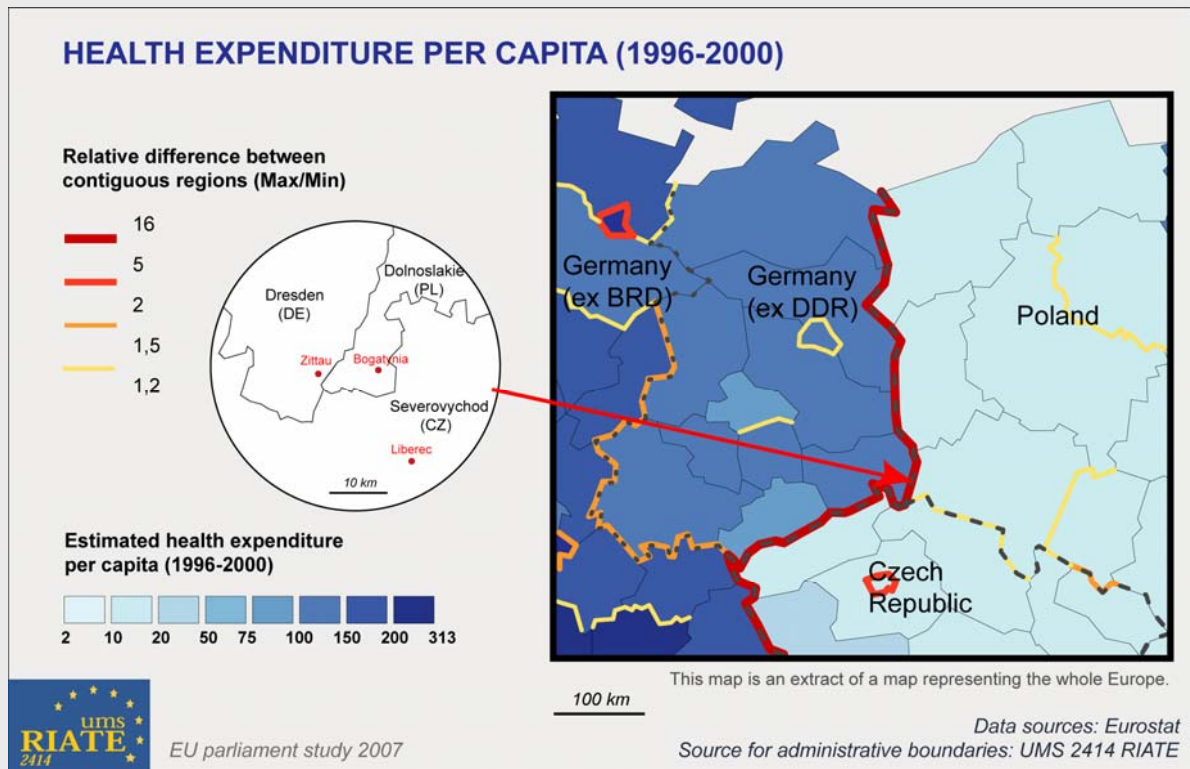 HEALTH EXPENDITURE PER CAPITA (1996-2000)
Relative difference between
contiguous regions (Max/Min)
16
5
2
1,5
1,2
Dolnoslakie
(PL)
Dresden
(DE)
Zittau
Bogatynia
Severovychod
(CZ)
Liberec
10 km
Estimated health expenditure
per capita (1996-2000)
2 10 20 50 75 100 150 200 313
Germany
(ex BRD)
Germany
(ex DDR)
Poland
Czech
Republic
This map is an extract of a map representing the whole Europe.
100 km
ums
RIATE
2414
EU parliament study 2007
Data sources: Eurostat
Source for administrative boundaries: UMS 2414 RIATE